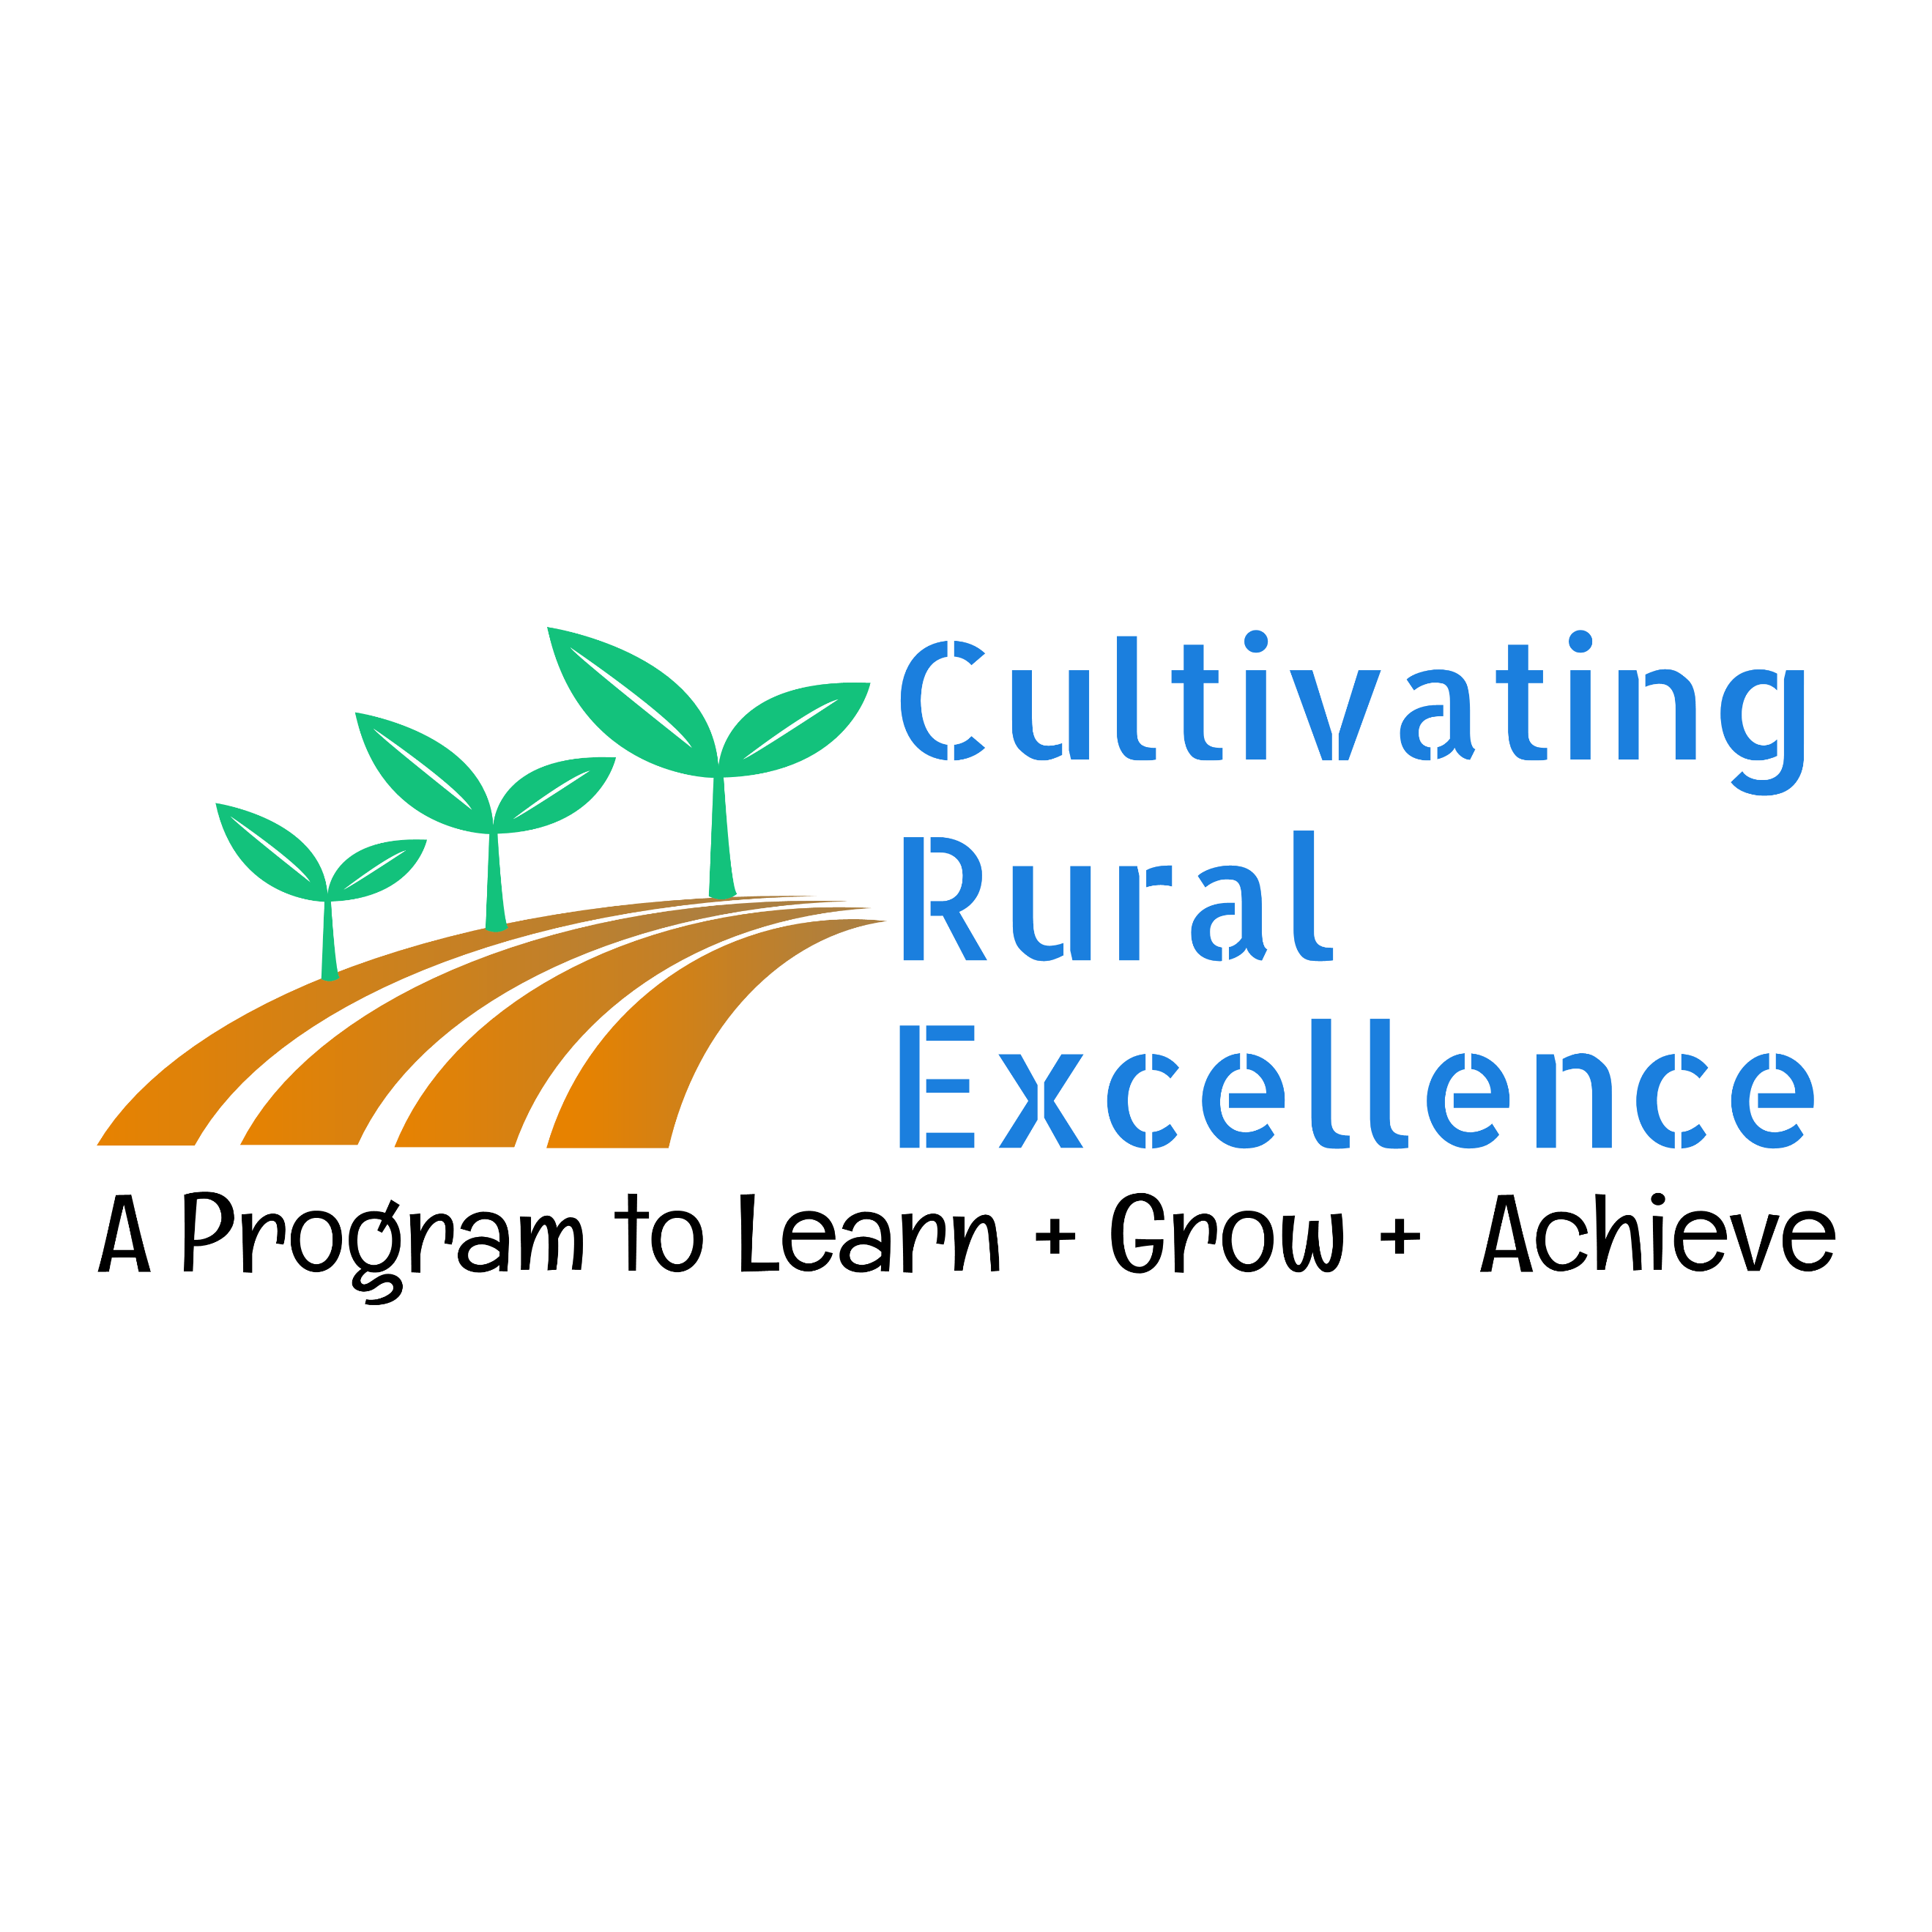 Cultivating
Rural
Excellence
A Program to Learn + Grow + Achieve